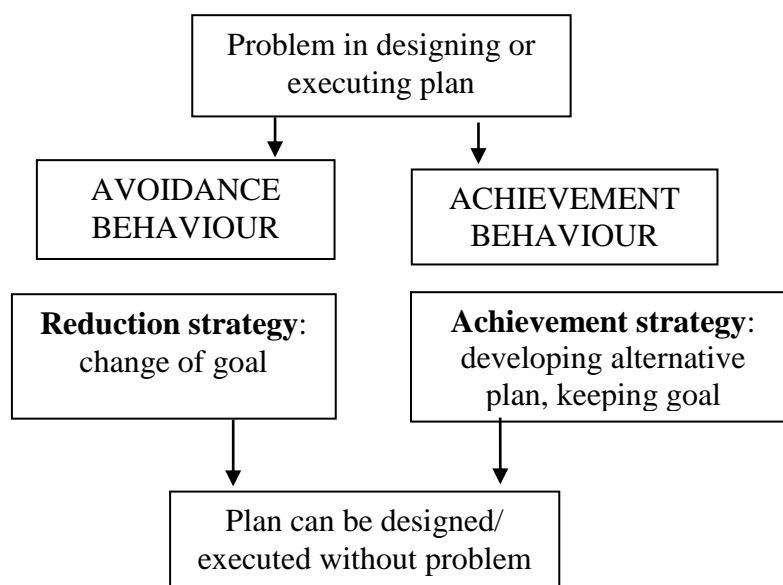 Problem in designing or
executing plan
AVOIDANCE
BEHAVIOUR
ACHIEVEMENT
BEHAVIOUR
Reduction strategy:
change of goal
Achievement strategy:
developing alternative
plan, keeping goal
Plan can be designed/
executed without problem